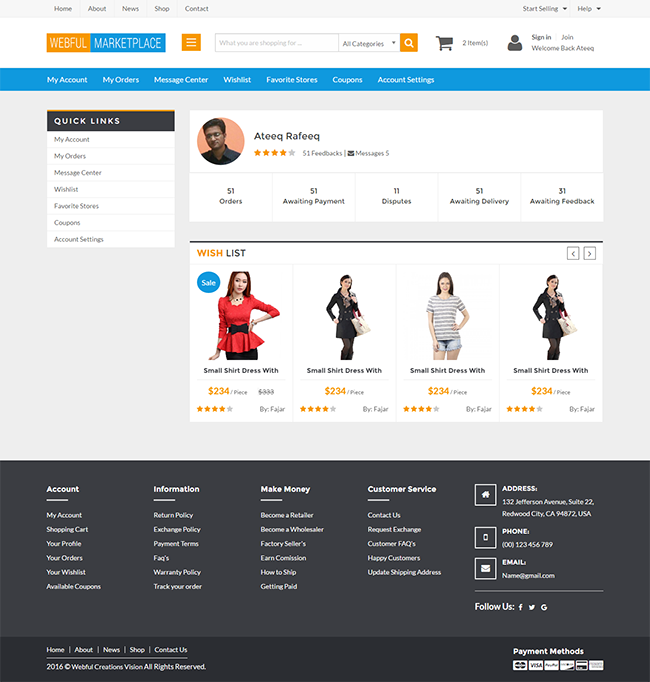 Home About News Shop Contact Start Selling Help
WEBFUL MARKETPLACE
What you are shopping for ... All Categories
2 Item(s)
Sign in | Join
Welcome Back Ateeq
My Account My Orders Message Center Wishlist Favorite Stores Coupons Account Settings
QUICK LINKS
My Account
My Orders
Message Center
Wishlist
Favorite Stores
Coupons
Account Settings
Ateeq Rafeeq
51 Feedbacks | Messages 5
51 51 11 51 31
Orders Awaiting Payment Disputes Awaiting Delivery Awaiting Feedback
WISH LIST
Sale
Small Shirt Dress With Small Shirt Dress With Small Shirt Dress With Small Shirt Dress With
$234 / Piece $333 $234 / Piece $234 / Piece $234 / Piece
By: Fajar By: Fajar By: Fajar By: Fajar
Account
My Account
Shopping Cart
Your Profile
Your Orders
Your Wishlist
Available Coupons
Information
Return Policy
Exchange Policy
Payment Terms
Faq's
Warranty Policy
Track your order
Make Money
Become a Retailer
Become a Wholesaler
Factory Seller's
Earn Comission
How to Ship
Getting Paid
Customer Service
Contact Us
Request Exchange
Customer FAQ's
Happy Customers
Update Shipping Address
ADDRESS:
132 Jefferson Avenue, Suite 22,
Redwood City, CA 94872, USA
PHONE:
(00) 123 456 789
EMAIL:
Name@gmail.com
Follow Us:
Home | About | News | Shop | Contact Us
2016 © Webful Creations Vision All Rights Reserved.
Payment Methods
VISA PayPal